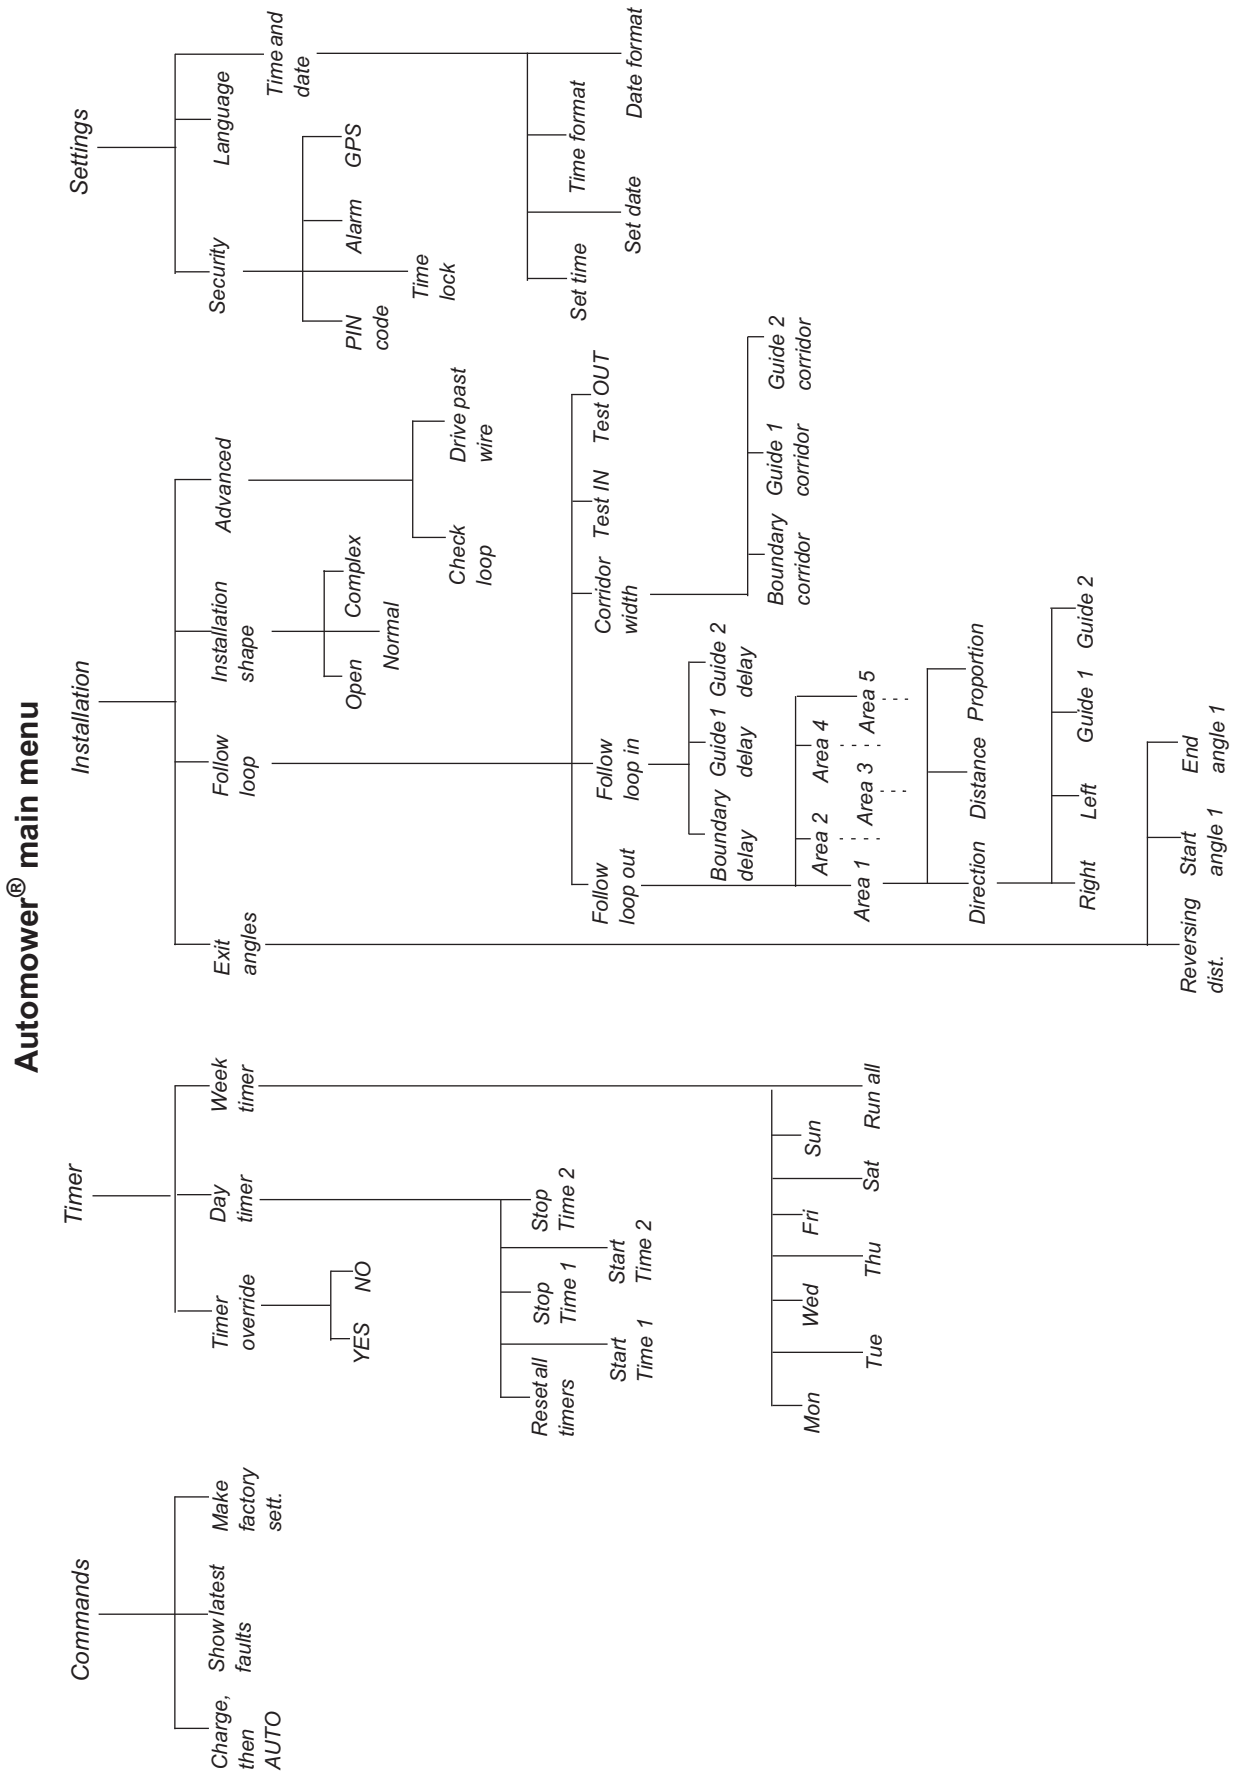 Automower® main menu
Commands
Charge,
then
AUTO
Show latest
faults
Make
factory
sett.
Timer
Timer
override
YES
NO
Day
timer
Reset all
timers
Start
Time 1
Stop
Time 1
Start
Time 2
Stop
Time 2
Week
timer
Mon
Tue
Wed
Thu
Fri
Sat
Sun
Run all
Installation
Exit
angles
Reversing
dist.
Start
angle 1
End
angle 1
Follow
loop
Follow
loop out
Area 1
Area 2
Area 3
Area 4
Area 5
Direction
Distance
Proportion
Right
Left
Guide 1
Guide 2
Follow
loop in
Boundary
delay
Guide 1
delay
Guide 2
delay
Corridor
width
Boundary
corridor
Guide 1
corridor
Guide 2
corridor
Test IN
Test OUT
Installation
shape
Open
Normal
Complex
Advanced
Check
loop
Drive past
wire
Settings
Security
PIN
code
Time
lock
Alarm
GPS
Language
Time and
date
Set time
Set date
Time format
Date format